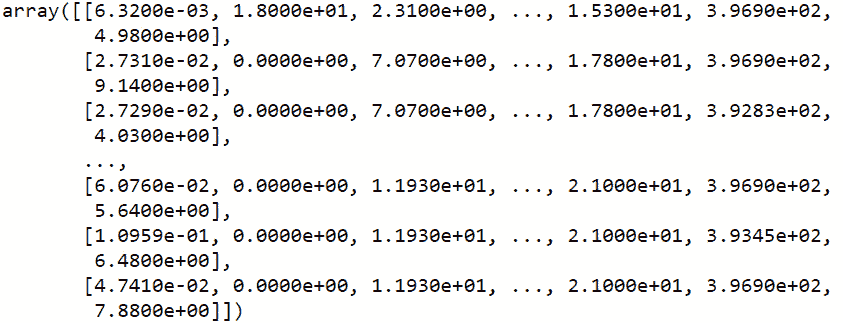 array([[6.3200e-03, 1.8000e+01, 2.3100e+00, ..., 1.5300e+01, 3.9690e+02,
        4.9800e+00],
       [2.7310e-02, 0.0000e+00, 7.0700e+00, ..., 1.7800e+01, 3.9690e+02,
        9.1400e+00],
       [2.7290e-02, 0.0000e+00, 7.0700e+00, ..., 1.7800e+01, 3.9283e+02,
        4.0300e+00],
       ...,
       [6.0760e-02, 0.0000e+00, 1.1930e+01, ..., 2.1000e+01, 3.9690e+02,
        5.6400e+00],
       [1.0959e-01, 0.0000e+00, 1.1930e+01, ..., 2.1000e+01, 3.9345e+02,
        6.4800e+00],
       [4.7410e-02, 0.0000e+00, 1.1930e+01, ..., 2.1000e+01, 3.9690e+02,
        7.8800e+00]])